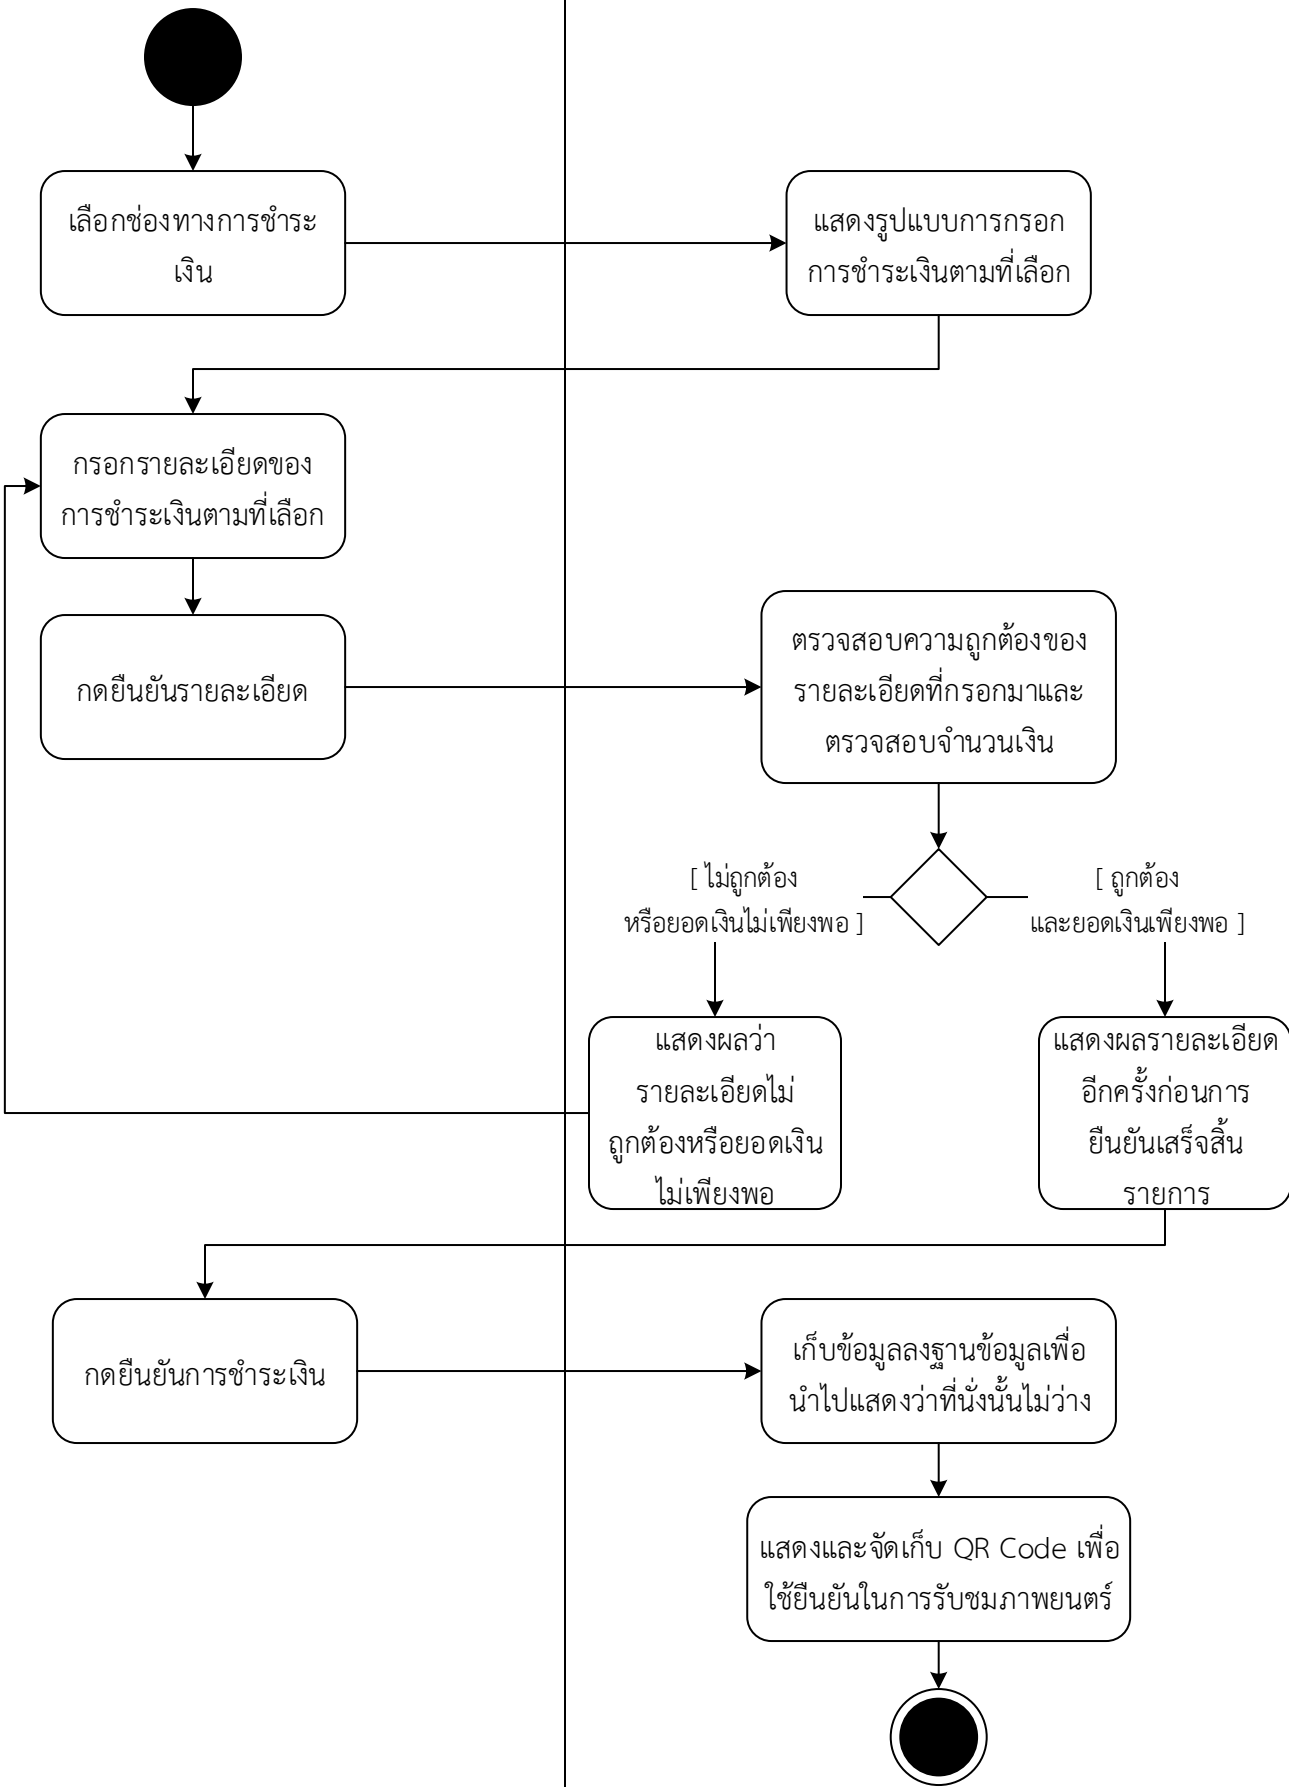 เลือกช่องทางการชำระ
เงิน
แสดงรูปแบบการกรอก
การชำระเงินตามที่เลือก
กรอกรายละเอียดของ
การชำระเงินตามที่เลือก
กดยืนยันรายละเอียด
ตรวจสอบความถูกต้องของ
รายละเอียดที่กรอกมาและ
ตรวจสอบจำนวนเงิน
[ ไม่ถูกต้อง
หรือยอดเงินไม่เพียงพอ ]
[ ถูกต้อง
และยอดเงินเพียงพอ ]
แสดงผลว่า
รายละเอียดไม่
ถูกต้องหรือยอดเงิน
ไม่เพียงพอ
แสดงผลรายละเอียด
อีกครั้งก่อนการ
ยืนยันเสร็จสิ้น
รายการ
กดยืนยันการชำระเงิน
เก็บข้อมูลลงฐานข้อมูลเพื่อ
นำไปแสดงว่าที่นั่งนั้นไม่ว่าง
แสดงและจัดเก็บ QR Code เพื่อ
ใช้ยืนยันในการรับชมภาพยนตร์